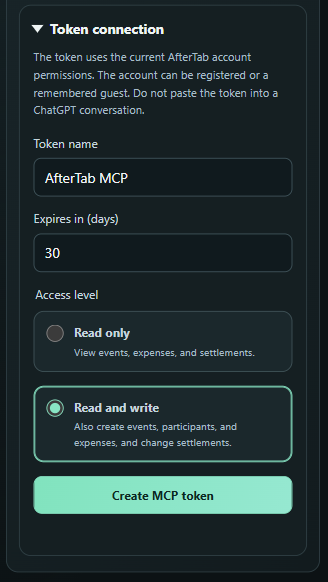 Token connection
The token uses the current AfterTab account
permissions. The account can be registered or a
remembered guest. Do not paste the token into a
ChatGPT conversation.
Token name
AfterTab MCP
Expires in (days)
30
Access level
Read only
View events, expenses, and settlements.
Read and write
Also create events, participants, and
expenses, and change settlements.
Create MCP token